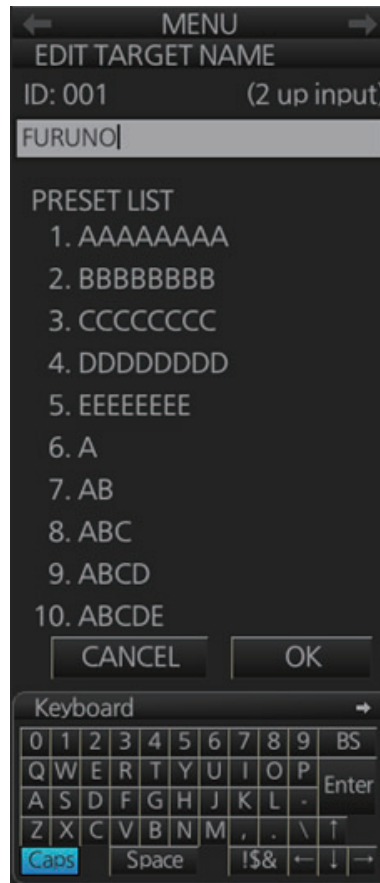 ← MENU →
EDIT TARGET NAME
ID: 001 (2 up input)
FURUNO
PRESET LIST
1. AAAAAAAA
2. BBBBBBBB
3. CCCCCCCC
4. DDDDDDDD
5. EEEEEEEE
6. A
7. AB
8. ABC
9. ABCD
10. ABCDE
CANCEL OK
Keyboard →
0 1 2 3 4 5 6 7 8 9 BS
Q W E R T Y U I O P Enter
A S D F G H J K L -
Z X C V B N M , . \ ↑
Caps Space !$& ← ↓ →